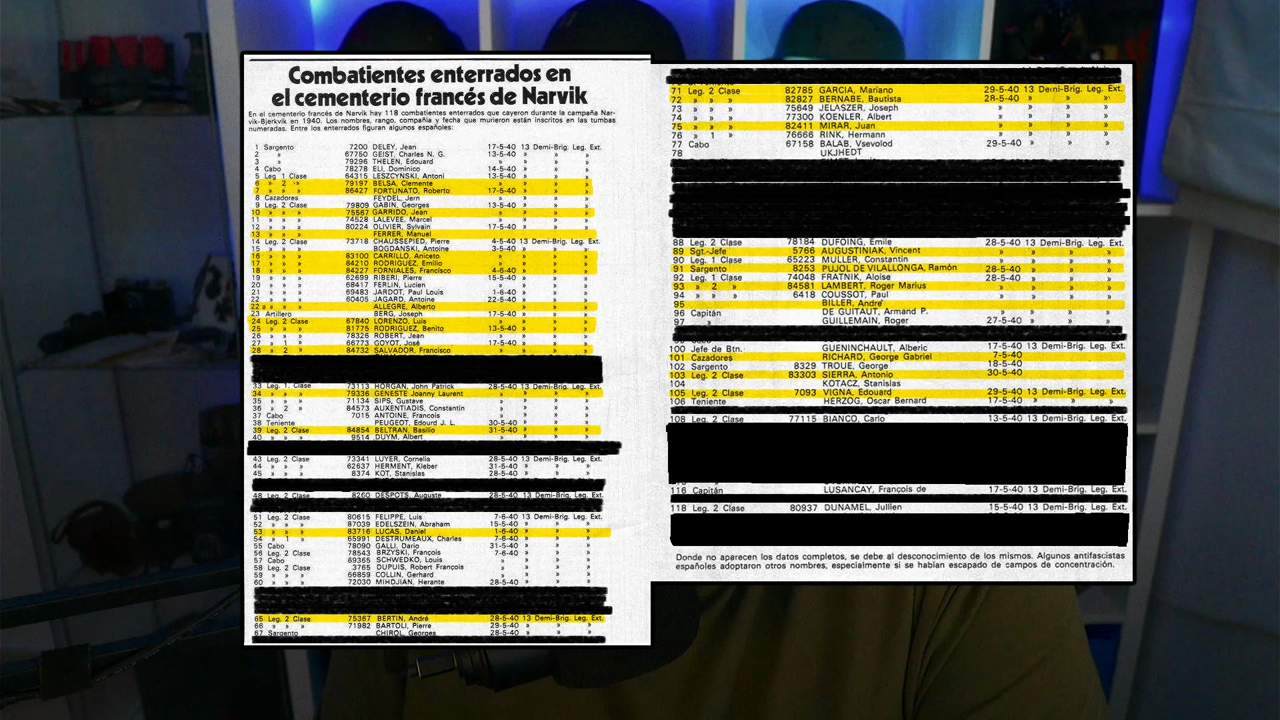 Combatientes enterrados en
el cementerio francés de Narvik
En el cementerio francés de Narvik hay 118 combatientes enterrados que cayeron durante la campaña Nar-
vik-Bjerkvik en 1940. Los nombres, rango, compañía y fecha que murieron están inscritos en las tumbas
numeradas. Entre los enterrados figuran algunos españoles:
1 Sargento 7200 DELEY, Jean 17-5-40 13 Demi-Brig. Leg. Ext.
2 » 67750 GEIST, Charles N. G. 13-5-40 » » »
3 » 79296 THELEN, Edouard » » »
4 Cabo 78278 ELI, Domínico 14-5-40 » » »
5 Leg 1 Clase 64315 LESZCYNSKI, Antoni 13-5-40 » » »
6 » 2 » 79197 BELSA, Clemente » » »
7 » » » 86427 FORTUNATO, Roberto 17-5-40 » » »
8 Cazadores FEYDEL, Jern » » »
9 Leg. 2 Clase 79809 GABIN, Georges 13-5-40 » » »
10 » » » 75567 GARRIDO, Jean » » »
11 » » » 74528 LALEVEE, Marcel » » »
12 » » » 80224 OLIVIER, Sylvain 17-5-40 » » »
13 » » » FERRER, Manuel » » »
14 Leg. 2 Clase 73718 CHAUSSEPIED, Pierre 4-5-40 13 Demi-Brig. Leg. Ext.
15 » » » BOGDANSKI, Antoine 3-5-40 » » »
16 » » » 83100 CARRILLO, Aniceto » » »
17 » » » 84210 RODRIGUEZ, Emilio » » »
18 » » » 84227 FORNIALES, Francisco 4-6-40 » » »
19 » » » 62699 RIBERI, Pierre 15-5-40 » » »
20 » » » 68417 FERLIN, Lucien » » »
21 » » » 69483 JARDOT, Paul Louis 1-6-40 » » »
22 » » » 60405 JAGARD, Antoine 22-5-40 » » »
22 » » » ALLEGRE, Alberto » » »
23 Artillero BERG, Joseph 17-5-40 » » »
24 Leg. 2 Clase 67840 LORENZO, Luis » » »
25 » » » 81775 RODRIGUEZ, Benito 13-5-40 » » »
26 » » » 78326 ROBERT, Jean » » »
27 » 1 » 66773 GOYOT, José 17-5-40 » » »
28 » 2 » 84732 SALVADOR, Francisco » » »
33 Leg. 1 Clase 73113 HORGAN, John Patrick 28-5-40 13 Demi-Brig. Leg. Ext.
34 » » » 79336 GENESTE Joanny Laurent » » »
35 » » » 71134 SIPS, Gustave » » »
36 » 2 » 84573 AUXENTIADIS, Constantín » » »
37 Cabo 7015 ANTOINE, Francois » » »
38 Teniente PEUGEOT, Edourd J. L. 30-5-40 » » »
39 Leg. 2 Clase 84854 BELTRAN, Basilio 31-5-40 » » »
40 » » 9514 DUYM, Albert » » »
43 Leg. 2 Clase 73341 LUYER, Cornelis 28-5-40 13 Demi-Brig. Leg. Ext.
44 » » » 62637 HERMENT, Kleber 31-5-40 » » »
45 » » » 8374 KOT, Stanislas 28-5-40 » » »
48 Leg. 2 Clase 8260 DESPOTS, Auguste 28-5-40 13 Demi-Brig. Leg. Ext.
51 Leg. 2 Clase 80615 FELIPPE, Luis 7-6-40 13 Demi-Brig. Leg. Ext.
52 » » » 87039 EDELSZEIN, Abraham 15-5-40 » » »
53 » » » 83716 LUCAS, Daniel 1-6-40 » » »
54 » 1 » 65991 DESTRUMEAUX, Charles 7-6-40 » » »
55 Cabo 78090 GALLI, Dario 31-5-40 » » »
56 Leg. 2 Clase 78543 BRZYSKI, François 7-6-40 » » »
57 Cabo 69365 SCHWEDKO, Louis » » »
58 Leg. 2 Clase 3765 DUPUIS, Robert François » » »
59 » » » 66859 COLLIN, Gerhard » » »
60 » » » 72030 MIHDJIAN, Herante 28-5-40 » » »
65 Leg. 2 Clase 75367 BERTIN, André 28-5-40 13 Demi-Brig. Leg. Ext.
66 » » » 71982 BARTOLI, Pierre 29-5-40 » » »
67 Sargento CHIROL, Georges 28-5-40 » » »
71 Leg. 2 Clase 82785 GARCIA, Mariano 29-5-40 13 Demi-Brig. Leg. Ext.
72 » » » 82827 BERNABE, Bautista 28-5-40 » » »
73 » » » 75649 JELASZER, Joseph » » »
74 » » » 77300 KOENLER, Albert » » »
75 » » » 82411 MIRAR, Juan » » »
76 » 1 » 76666 RINK, Hermann » » »
77 Cabo 67158 BALAB, Vsevolod 29-5-40 » » »
78 UKJHEDT
88 Leg. 2 Clase 78184 DUFOING, Emile 28-5-40 13 Demi-Brig. Leg. Ext.
89 Sgt.-Jefe 5766 AUGUSTINIAK, Vincent » » »
90 Leg. 1 Clase 65223 MULLER, Constantin » » »
91 Sargento 8253 PUJOL DE VILALLONGA, Ramón 28-5-40 » » »
92 Leg. 1 Clase 74048 FRATNIK, Aloise 28-5-40 » » »
93 » 2 » 84581 LAMBERT, Roger Marius » » »
94 » » » 6418 COUSSOT, Paul » » »
95 BILLER, André
96 Capitán DE GUITAUT, Armand P. » » »
97 » GUILLEMAIN, Roger 27-5-40 » » »
100 Jefe de Btn. GUENINCHAULT, Alberic 17-5-40 13 Demi-Brig. Leg. Ext.
101 Cazadores RICHARD, George Gabriel 7-5-40
102 Sargento 8329 TROUE, George 18-5-40
103 Leg. 2 Clase 83303 SIERRA, Antonio 30-5-40
104 KOTACZ, Stanislas
105 Leg. 2 Clase 7093 VIGNA, Edouard 29-5-40 13 Demi-Brig. Leg. Ext.
106 Teniente HERZOG, Oscar Bernard 17-5-40 » » »
108 Leg. 2 Clase 77115 BIANCO, Carlo 13-5-40 13 Demi-Brig. Leg. Ext.
116 Capitán LUSANCAY, François de 17-5-40 13 Demi-Brig. Leg. Ext.
118 Leg. 2 Clase 80937 DUNAMEL, Jullien 15-5-40 13 Demi-Brig. Leg. Ext.
Donde no aparecen los datos completos, se debe al desconocimiento de los mismos. Algunos antifascistas
españoles adoptaron otros nombres, especialmente si se habían escapado de campos de concentración.